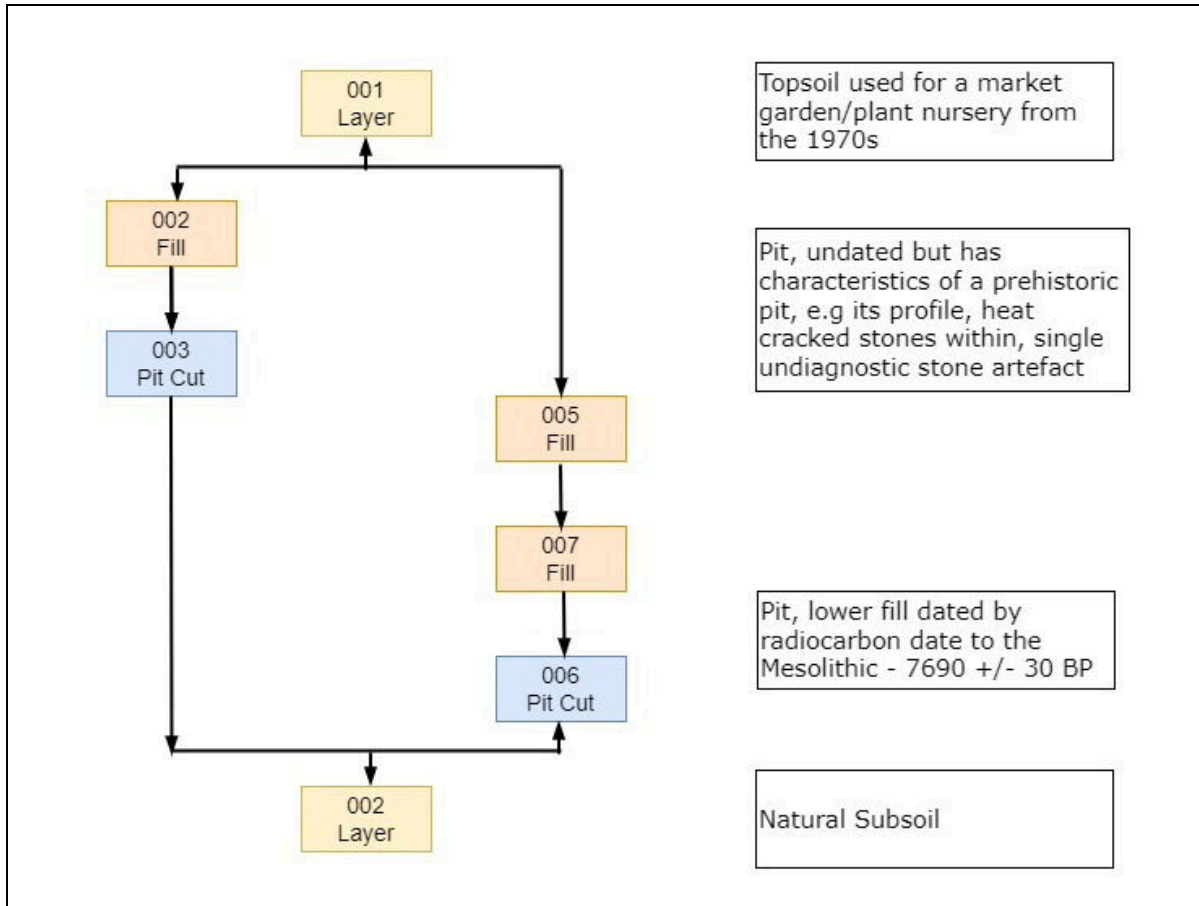 001
Layer
Topsoil used for a market
garden/plant nursery from
the 1970s
002
Fill
Pit, undated but has
characteristics of a prehistoric
pit, e.g its profile, heat
cracked stones within, single
undiagnostic stone artefact
003
Pit Cut
005
Fill
007
Fill
Pit, lower fill dated by
radiocarbon date to the
Mesolithic - 7690 +/- 30 BP
006
Pit Cut
002
Layer
Natural Subsoil